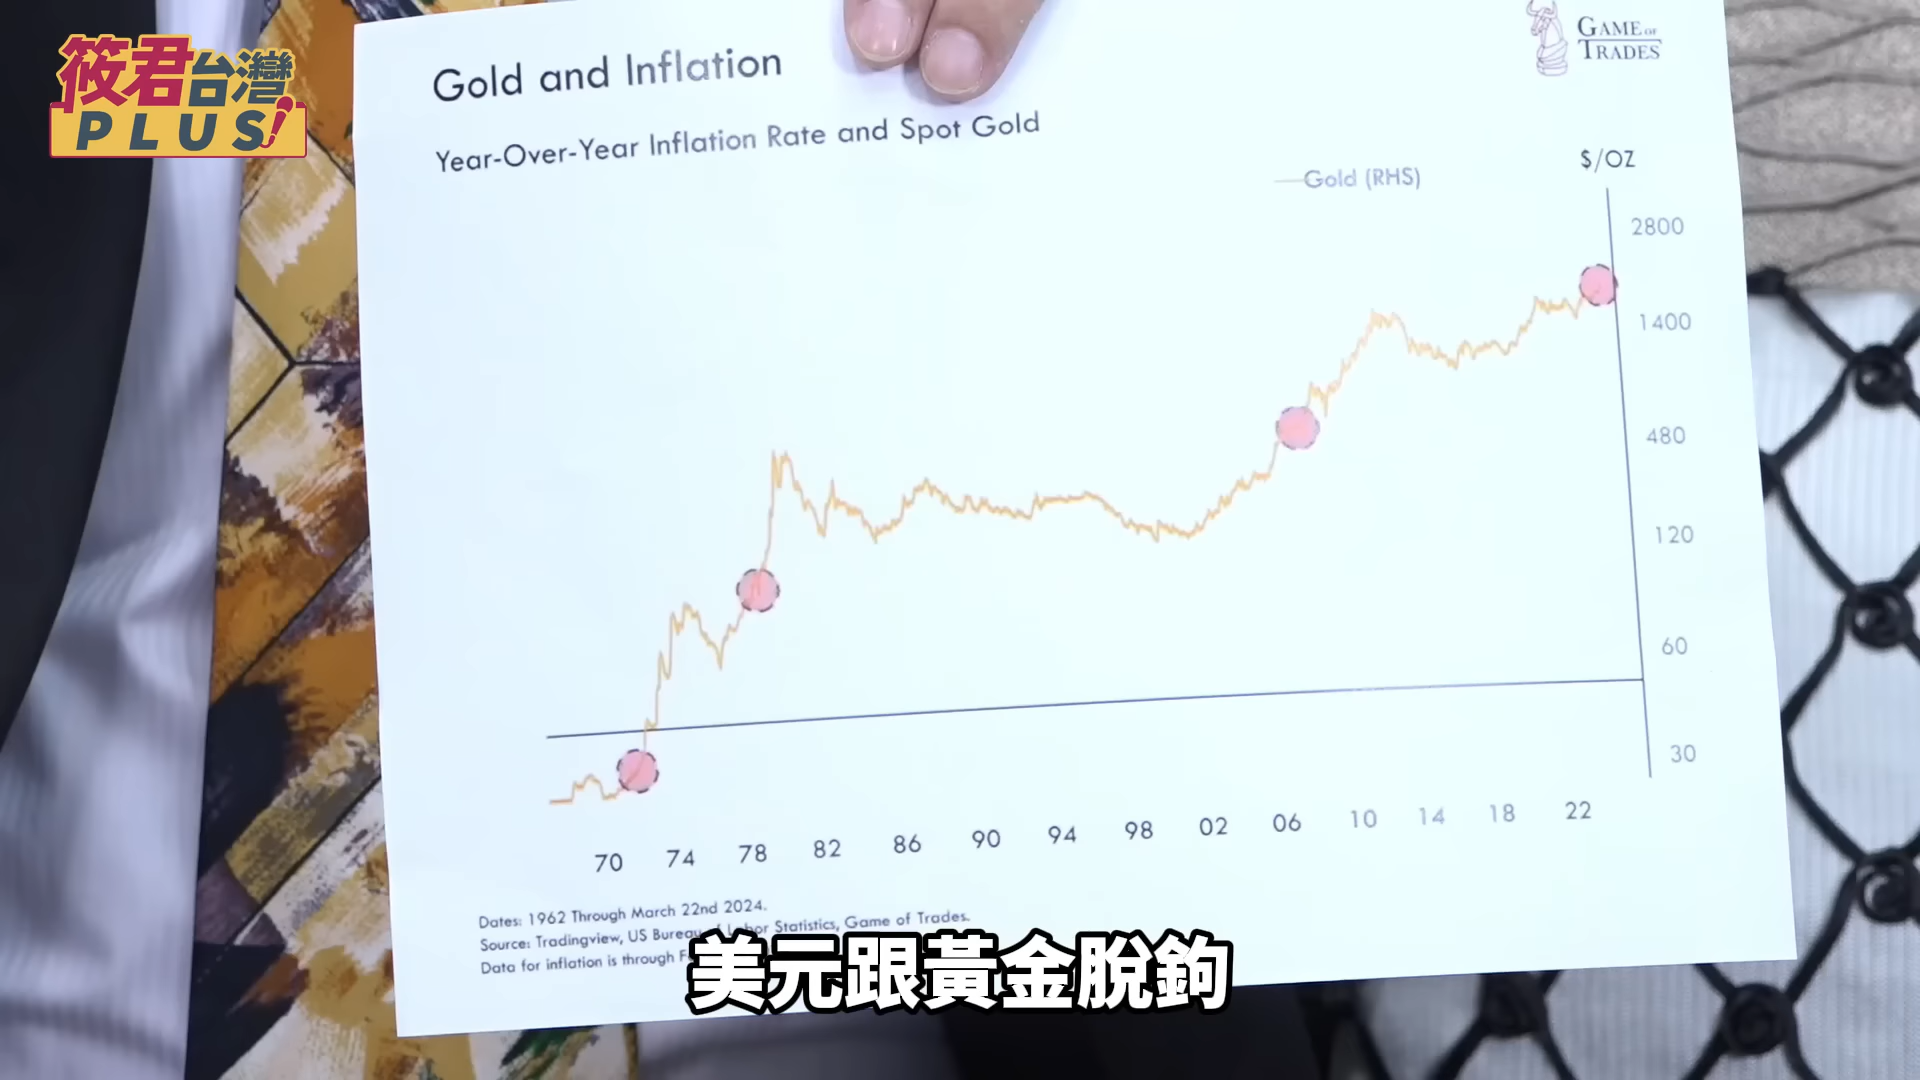 筱君台灣
PLUS!
Gold and Inflation
GAME OF
TRADES
Year-Over-Year Inflation Rate and Spot Gold
$/OZ
Gold (RHS)
2800
1400
480
120
60
30
70 74 78 82 86 90 94 98 02 06 10 14 18 22
Dates: 1962 Through March 22nd 2024.
Source: Tradingview, US Bureau of Labor Statistics, Game of Trades.
Data for inflation is through
美元跟黃金脫鉤